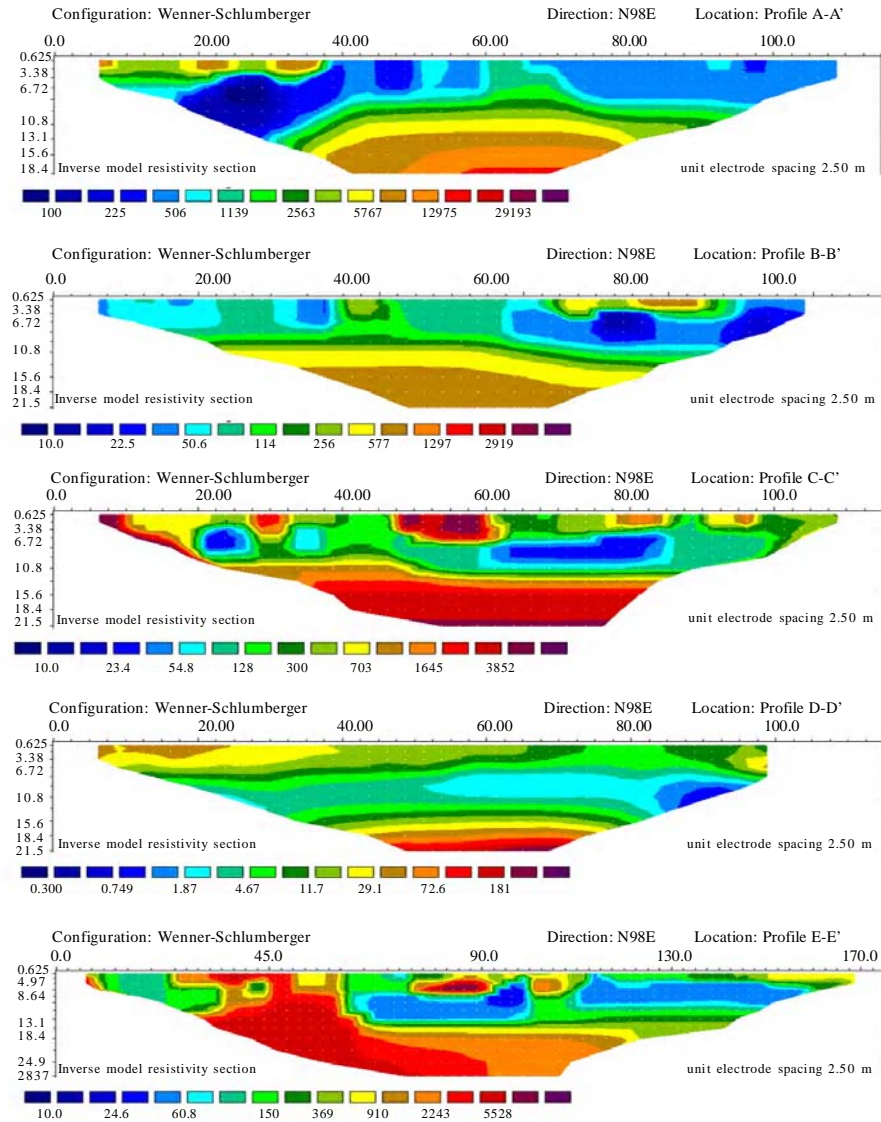 Configuration: Wenner-Schlumberger Direction: N98E Location: Profile A-A'
0.0 20.00 40.00 60.00 80.00 100.0
0.625
3.38
6.72
10.8
13.1
15.6
18.4
Inverse model resistivity section unit electrode spacing 2.50 m
100 225 506 1139 2563 5767 12975 29193
Configuration: Wenner-Schlumberger Direction: N98E Location: Profile B-B'
0.0 20.00 40.00 60.00 80.00 100.0
0.625
3.38
6.72
10.8
15.6
18.4
21.5
Inverse model resistivity section unit electrode spacing 2.50 m
10.0 22.5 50.6 114 256 577 1297 2919
Configuration: Wenner-Schlumberger Direction: N98E Location: Profile C-C'
0.0 20.00 40.00 60.00 80.00 100.0
0.625
3.38
6.72
10.8
15.6
18.4
21.5
Inverse model resistivity section unit electrode spacing 2.50 m
10.0 23.4 54.8 128 300 703 1645 3852
Configuration: Wenner-Schlumberger Direction: N98E Location: Profile D-D'
0.0 20.00 40.00 60.00 80.00 100.0
0.625
3.38
6.72
10.8
15.6
18.4
21.5
Inverse model resistivity section unit electrode spacing 2.50 m
0.300 0.749 1.87 4.67 11.7 29.1 72.6 181
Configuration: Wenner-Schlumberger Direction: N98E Location: Profile E-E'
0.0 45.0 90.0 130.0 170.0
0.625
4.97
8.64
13.1
18.4
24.9
2837
Inverse model resistivity section unit electrode spacing 2.50 m
10.0 24.6 60.8 150 369 910 2243 5528